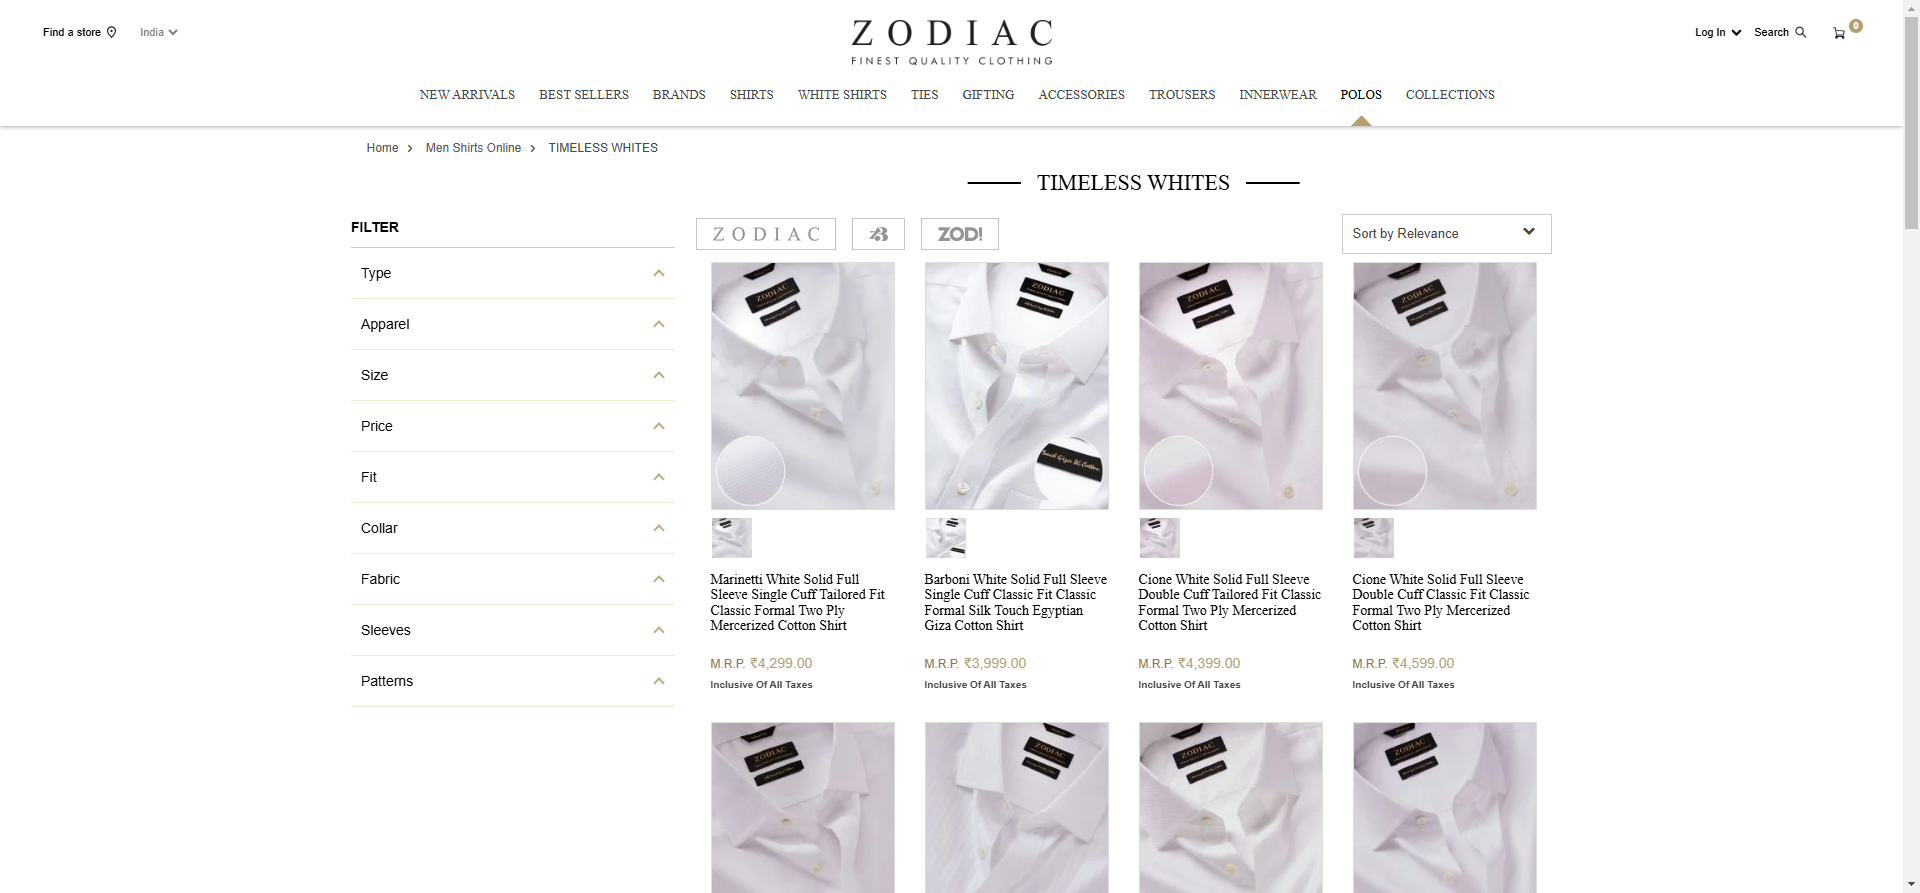 Find a store
India
ZODIAC
FINEST QUALITY CLOTHING
Log In
Search
0
NEW ARRIVALS
BEST SELLERS
BRANDS
SHIRTS
WHITE SHIRTS
TIES
GIFTING
ACCESSORIES
TROUSERS
INNERWEAR
POLOS
COLLECTIONS
Home
Men Shirts Online
TIMELESS WHITES
TIMELESS WHITES
FILTER
Type
Apparel
Size
Price
Fit
Collar
Fabric
Sleeves
Patterns
ZODIAC
z3
ZOD!
Sort by Relevance
ZODIAC
ZODIAC
ZODIAC
ZODIAC
Marinetti White Solid Full
Sleeve Single Cuff Tailored Fit
Classic Formal Two Ply
Mercerized Cotton Shirt
M.R.P. ₹4,299.00
Inclusive Of All Taxes
Barboni White Solid Full Sleeve
Single Cuff Classic Fit Classic
Formal Silk Touch Egyptian
Giza Cotton Shirt
M.R.P. ₹3,999.00
Inclusive Of All Taxes
Cione White Solid Full Sleeve
Double Cuff Tailored Fit Classic
Formal Two Ply Mercerized
Cotton Shirt
M.R.P. ₹4,399.00
Inclusive Of All Taxes
Cione White Solid Full Sleeve
Double Cuff Classic Fit Classic
Formal Two Ply Mercerized
Cotton Shirt
M.R.P. ₹4,599.00
Inclusive Of All Taxes
ZODIAC
ZODIAC
ZODIAC
ZODIAC